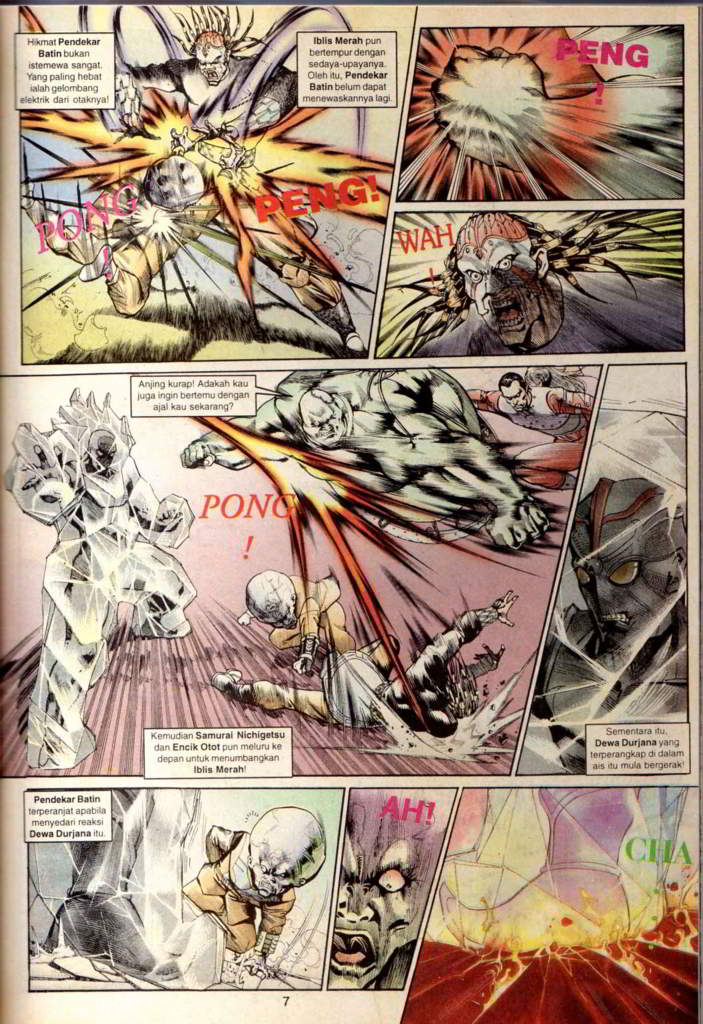 Hikmat Pendekar
Batin bukan
istemewa sangat.
Yang paling hebat
ialah gelombang
elektrik dari otaknya!
Iblis Merah pun
bertempur dengan
sedaya-upayanya.
Oleh itu, Pendekar
Batin belum dapat
menewaskannya lagi.
PONG
!
PENG!
PENG
!
WAH
!
Anjing kurap! Adakah kau
juga ingin bertemu dengan
ajal kau sekarang?
PONG
!
Kemudian Samurai Nichigetsu
dan Encik Otot pun meluru ke
depan untuk menumbangkan
Iblis Merah!
Sementara itu,
Dewa Durjana yang
terperangkap di dalam
ais itu mula bergerak!
Pendekar Batin
terperanjat apabila
menyedari reaksi
Dewa Durjana itu.
AH!
CHA
!
7